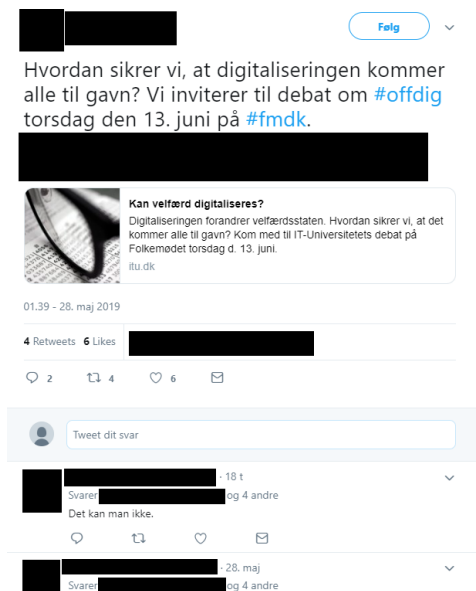 Følg
Hvordan sikrer vi, at digitaliseringen kommer
alle til gavn? Vi inviterer til debat om #offdig
torsdag den 13. juni på #fmdk.
Kan velfærd digitaliseres?
Digitaliseringen forandrer velfærdsstaten. Hvordan sikrer vi, at det
kommer alle til gavn? Kom med til IT-Universitetets debat på
Folkemødet torsdag d. 13. juni.
itu.dk
01.39 - 28. maj 2019
4 Retweets 6 Likes
2 4 6
Tweet dit svar
· 18 t
Svarer og 4 andre
Det kan man ikke.
· 28. maj
Svarer og 4 andre